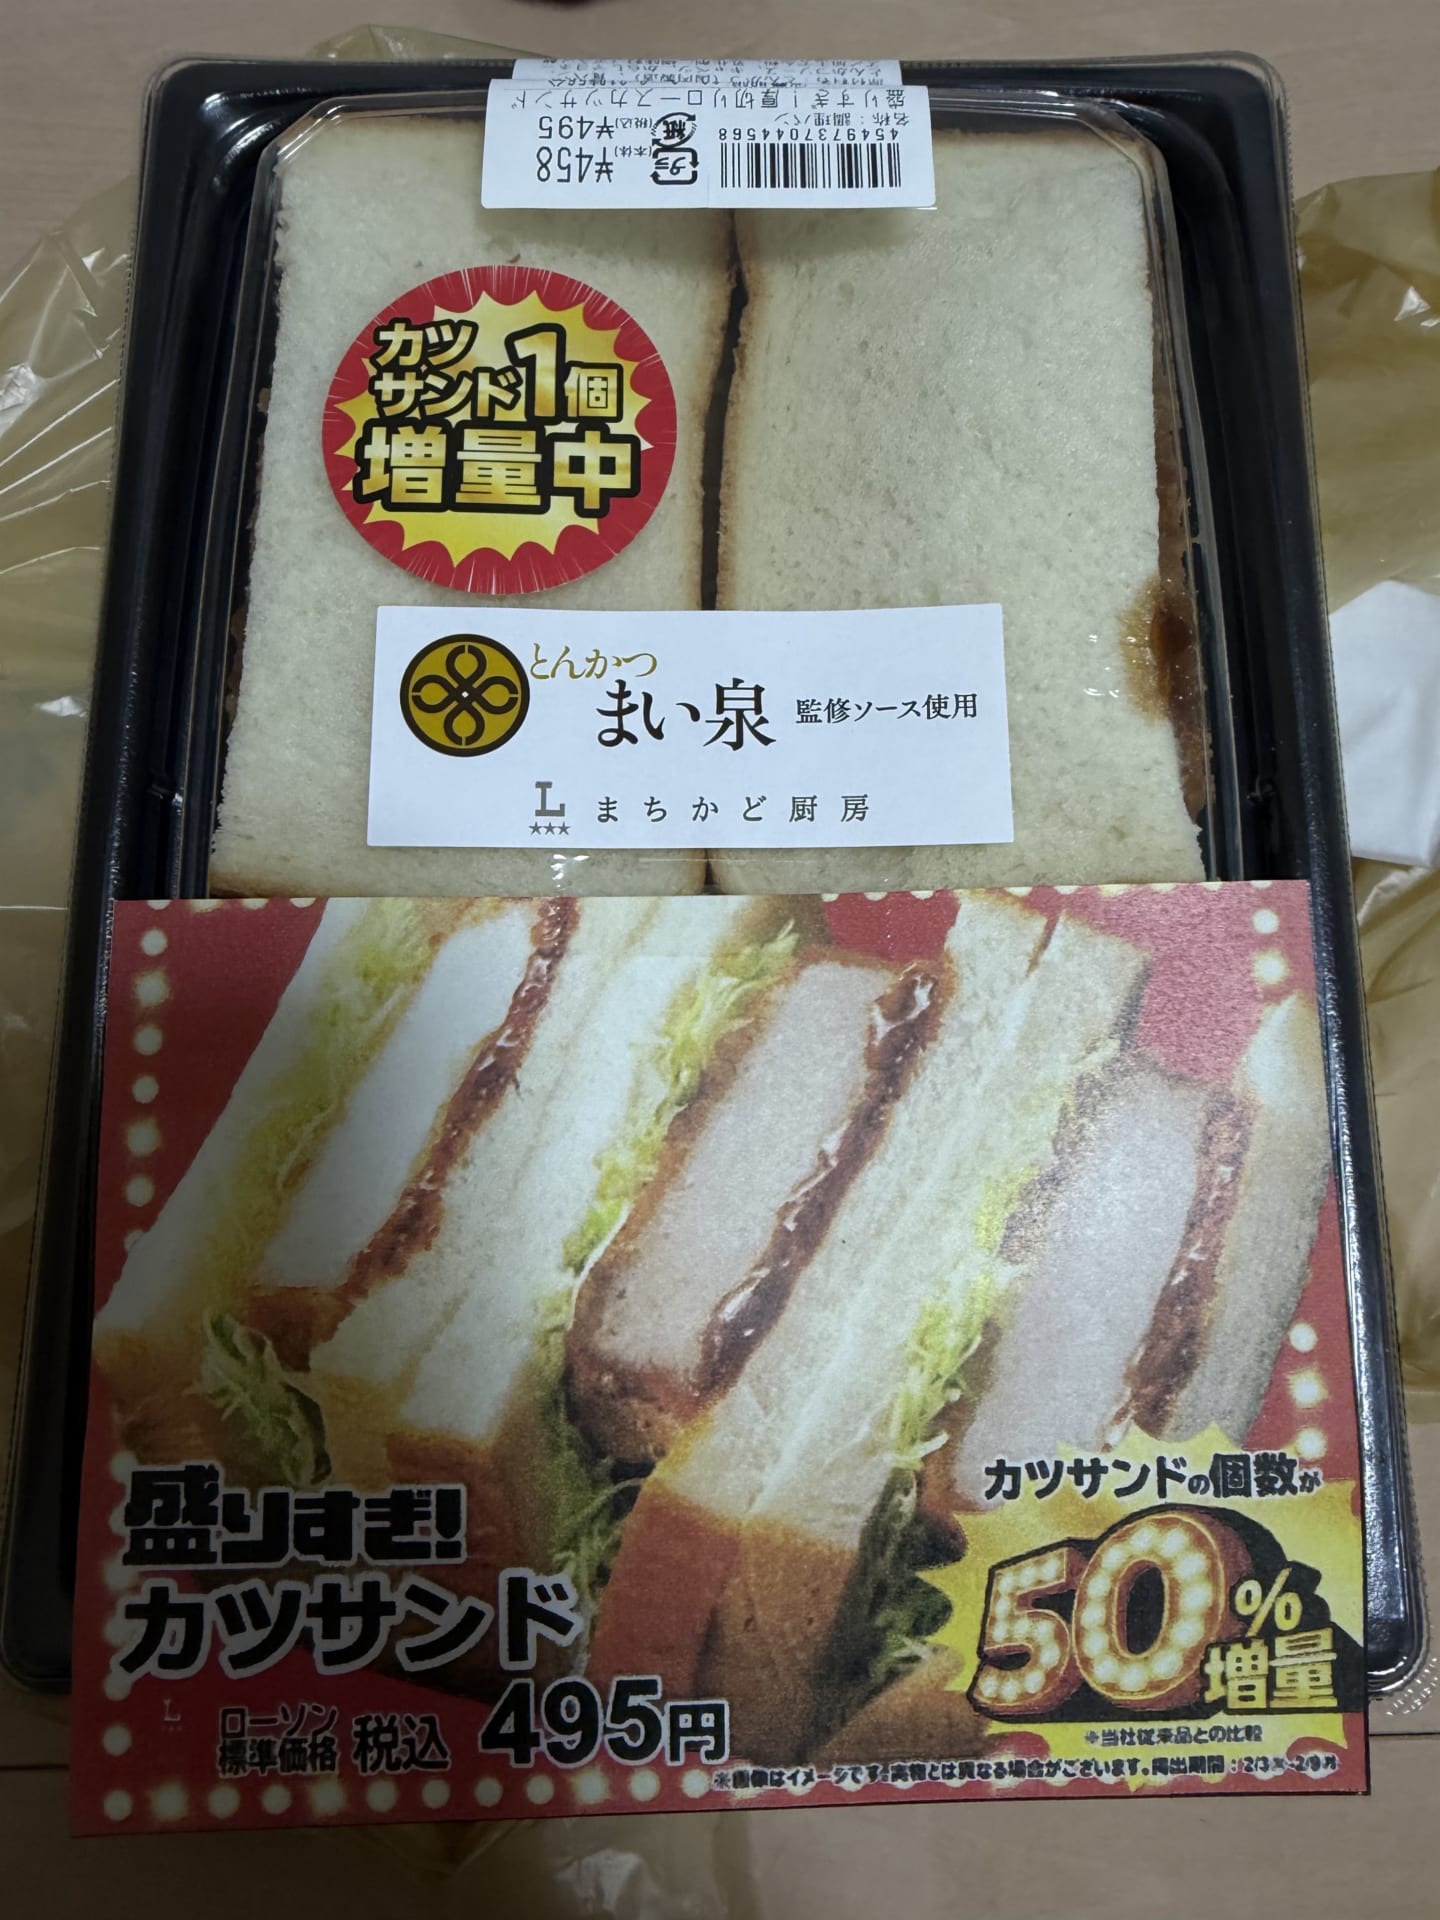 盛りすぎ!厚切りロースカツサンド
名称:調理パン
4549737044568
プラ
紙
(本体)¥458
(税込)¥495
カツ
サンド1個
増量中
とんかつ
まい泉 監修ソース使用
L まちかど厨房
盛りすぎ!
カツサンド
ローソン
標準価格 税込 495円
カツサンドの個数が
50%
増量
※当社従来品との比較
※画像はイメージです。実物とは異なる場合がございます。